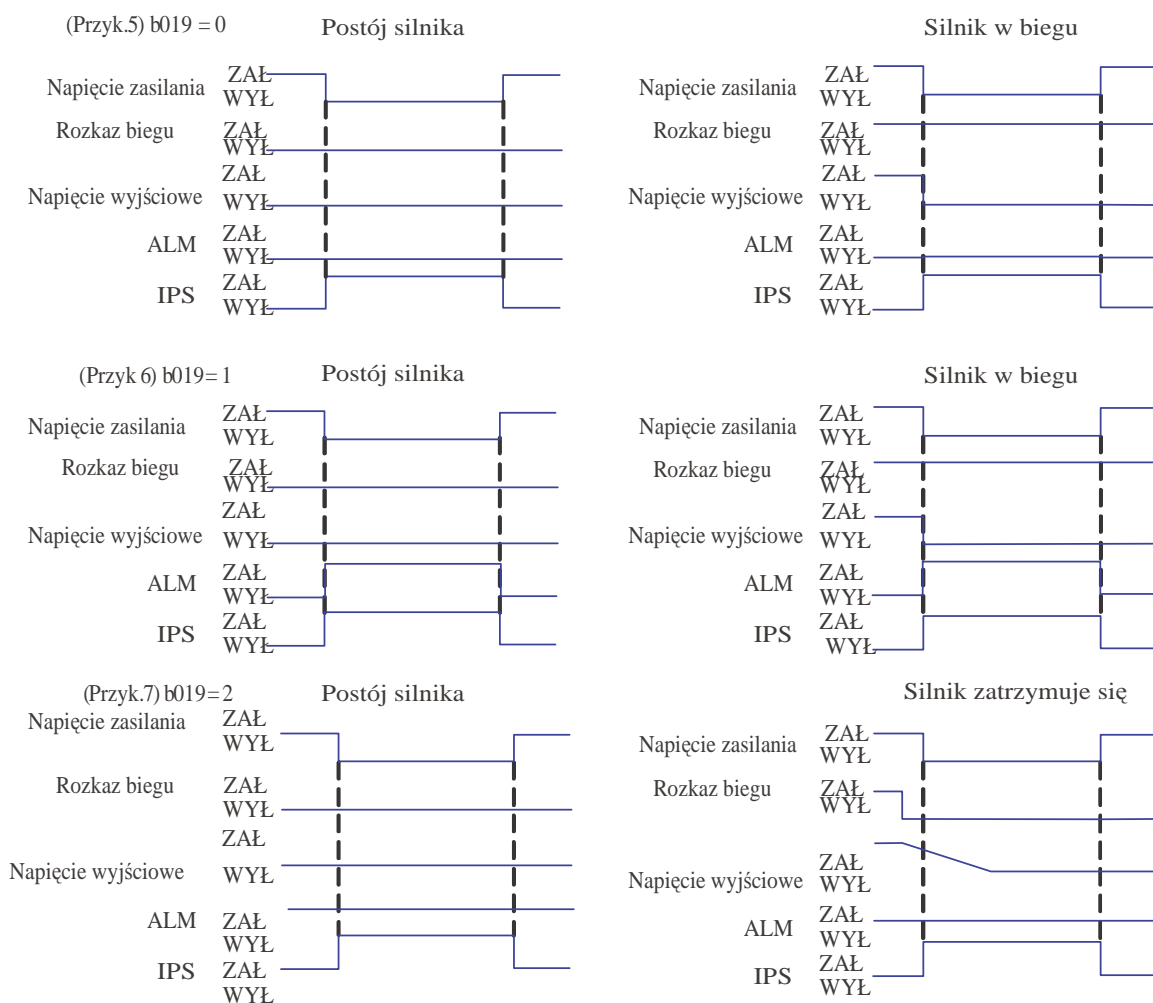 (Przyk.5) b019 = 0
Postój silnika
Silnik w biegu
Napięcie zasilania
ZAŁ
WYŁ
Rozkaz biegu
ZAŁ
WYŁ
Napięcie wyjściowe
ZAŁ
WYŁ
ALM
ZAŁ
WYŁ
IPS
ZAŁ
WYŁ
Napięcie zasilania
ZAŁ
WYŁ
Rozkaz biegu
ZAŁ
WYŁ
Napięcie wyjściowe
ZAŁ
WYŁ
ALM
ZAŁ
WYŁ
IPS
ZAŁ
WYŁ
(Przyk 6) b019= 1
Postój silnika
Silnik w biegu
Napięcie zasilania
ZAŁ
WYŁ
Rozkaz biegu
ZAŁ
WYŁ
Napięcie wyjściowe
ZAŁ
WYŁ
ALM
ZAŁ
WYŁ
IPS
ZAŁ
WYŁ
Napięcie zasilania
ZAŁ
WYŁ
Rozkaz biegu
ZAŁ
WYŁ
Napięcie wyjściowe
ZAŁ
WYŁ
ALM
ZAŁ
WYŁ
IPS
ZAŁ
WYŁ
(Przyk.7) b019=2
Postój silnika
Silnik zatrzymuje się
Napięcie zasilania
ZAŁ
WYŁ
Rozkaz biegu
ZAŁ
WYŁ
Napięcie wyjściowe
ZAŁ
WYŁ
ALM
ZAŁ
WYŁ
IPS
ZAŁ
WYŁ
Napięcie zasilania
ZAŁ
WYŁ
Rozkaz biegu
ZAŁ
WYŁ
Napięcie wyjściowe
ZAŁ
WYŁ
ALM
ZAŁ
WYŁ
IPS
ZAŁ
WYŁ